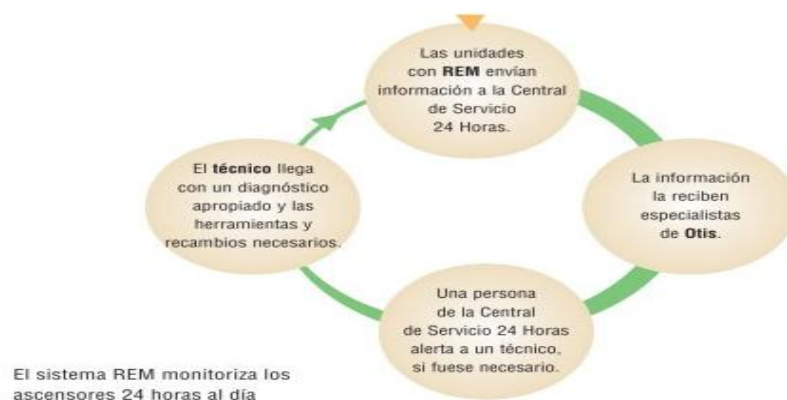 Las unidades
con REM envían
información a la Central
de Servicio
24 Horas.
La información
la reciben
especialistas
de Otis.
Una persona
de la Central
de Servicio 24 Horas
alerta a un técnico,
si fuese necesario.
El técnico llega
con un diagnóstico
apropiado y las
herramientas y
recambios necesarios.
El sistema REM monitoriza los
ascensores 24 horas al día